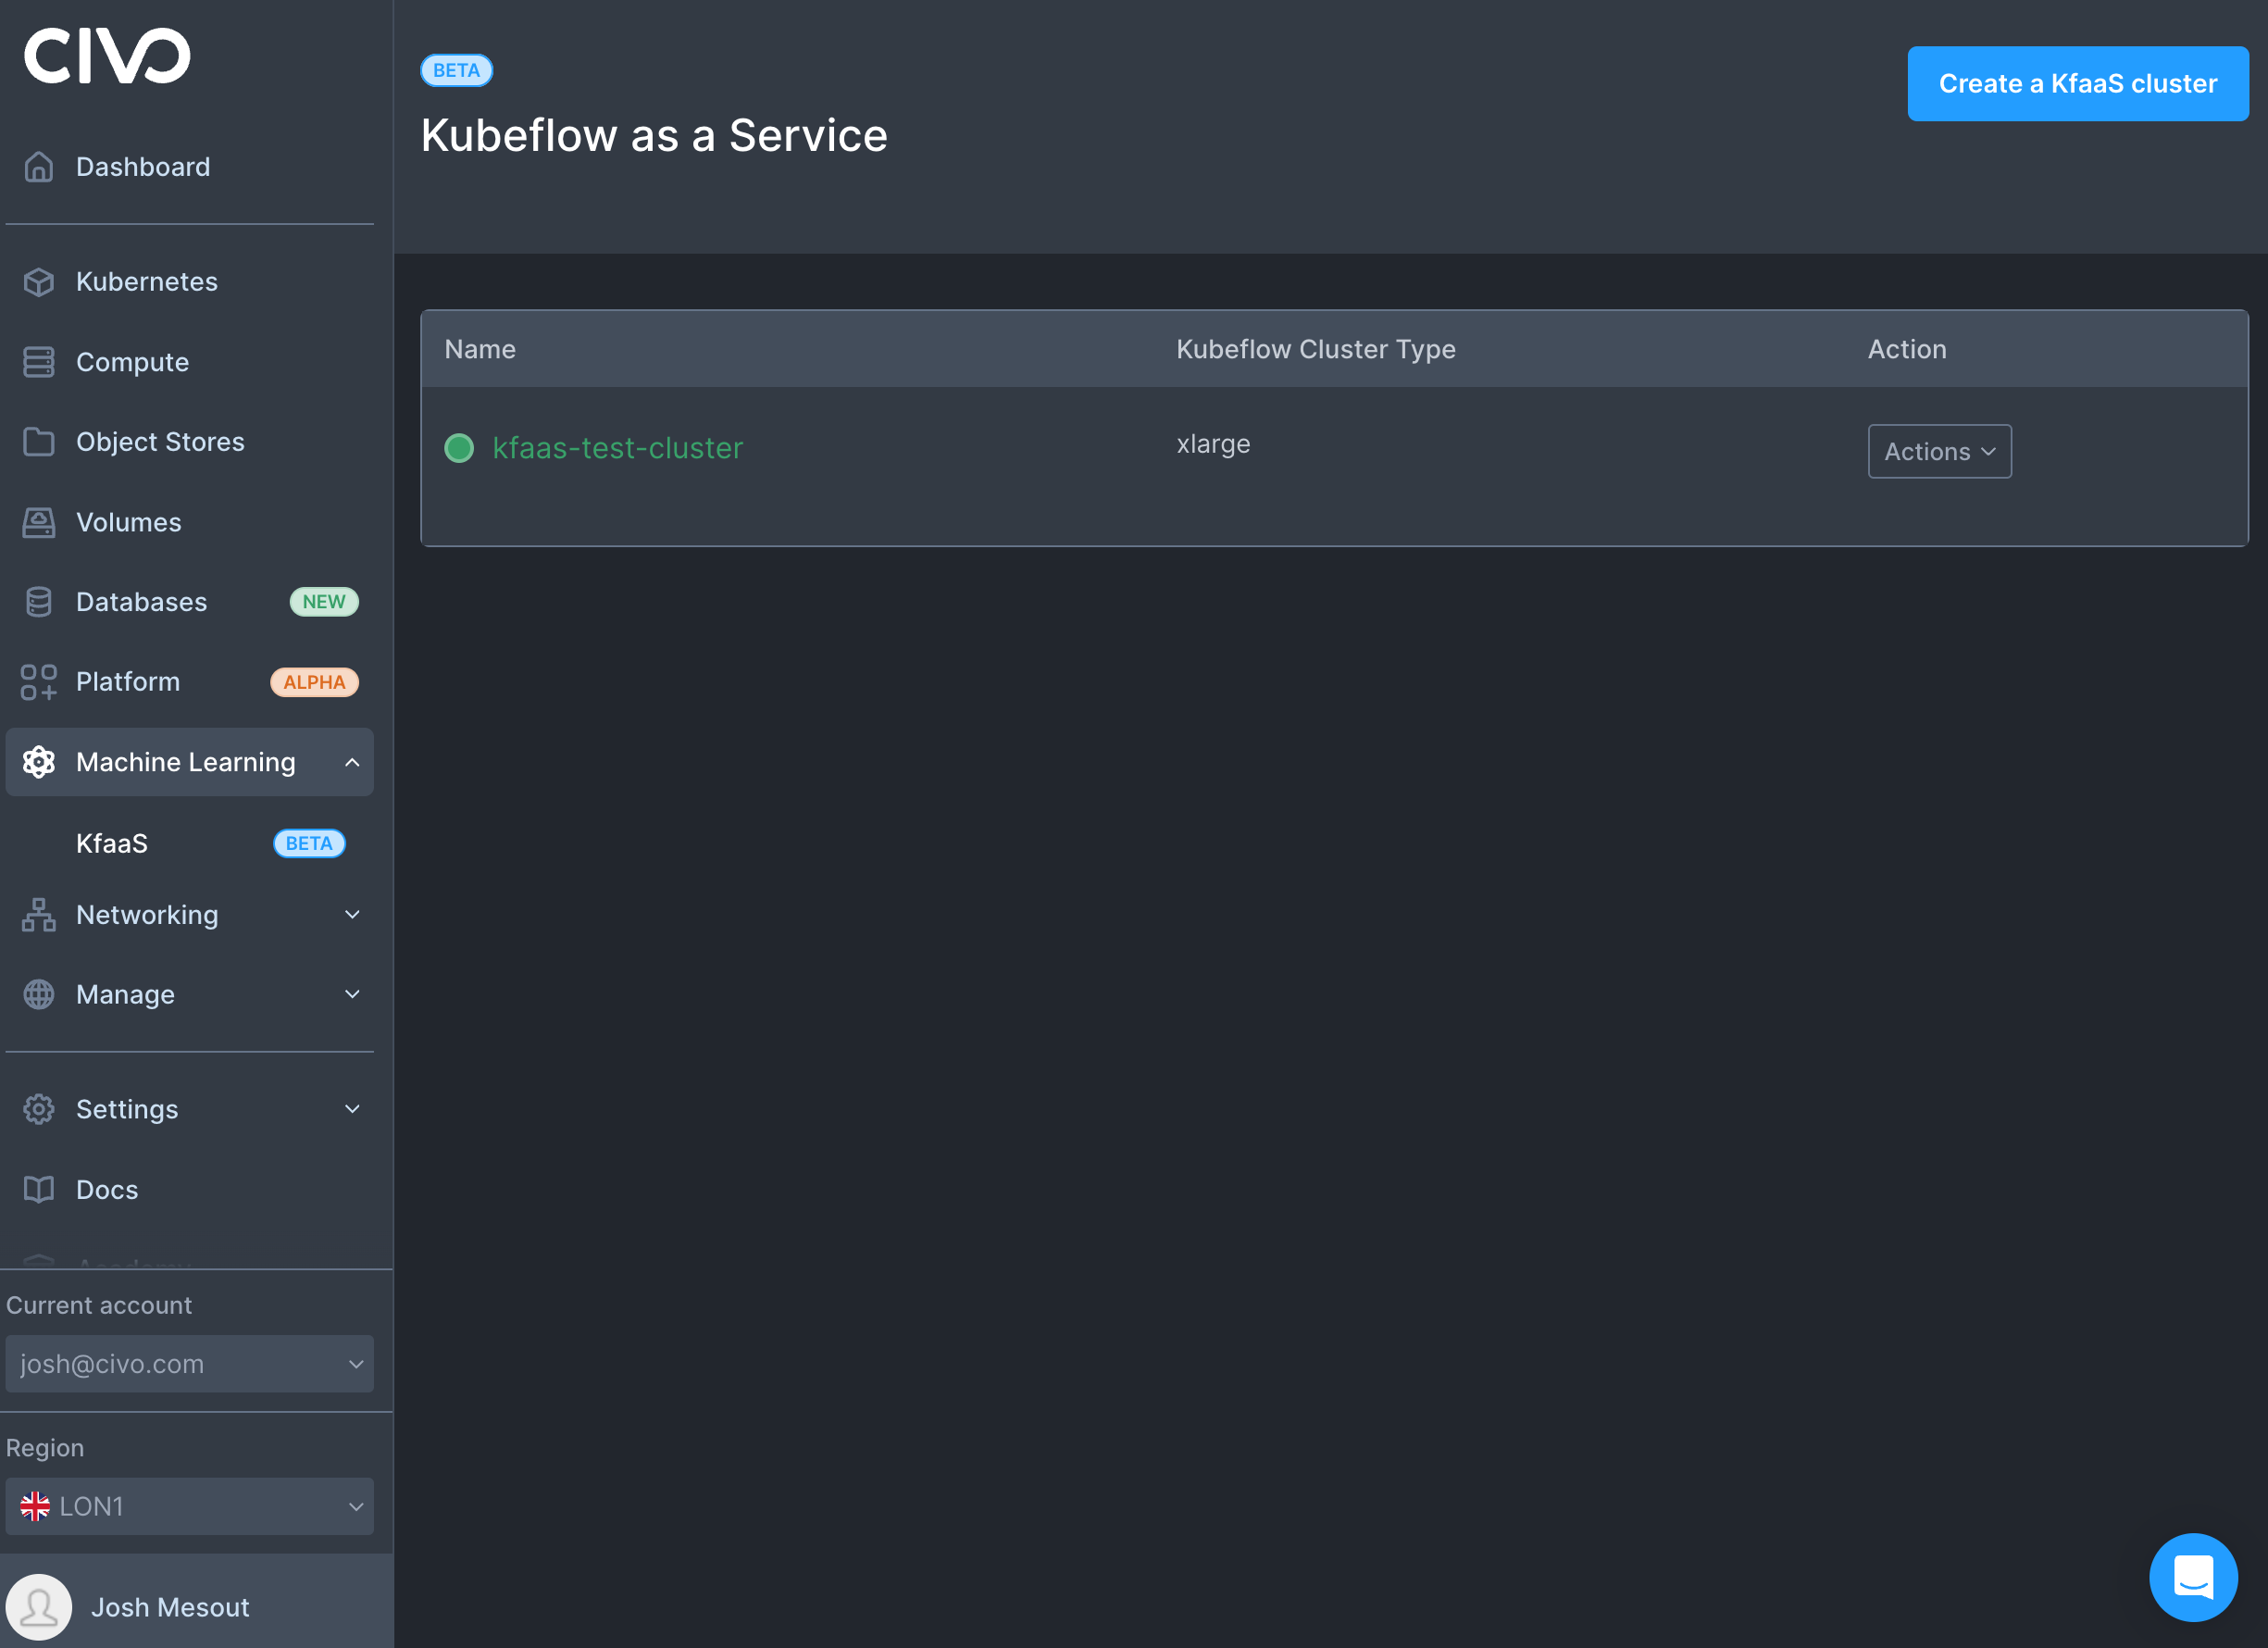 CIVO
Dashboard
Kubernetes
Compute
Object Stores
Volumes
Databases NEW
Platform ALPHA
Machine Learning
KfaaS BETA
Networking
Manage
Settings
Docs
Current account
josh@civo.com
Region
LON1
Josh Mesout
BETA
Kubeflow as a Service
Create a KfaaS cluster
Name Kubeflow Cluster Type Action
kfaas-test-cluster xlarge Actions